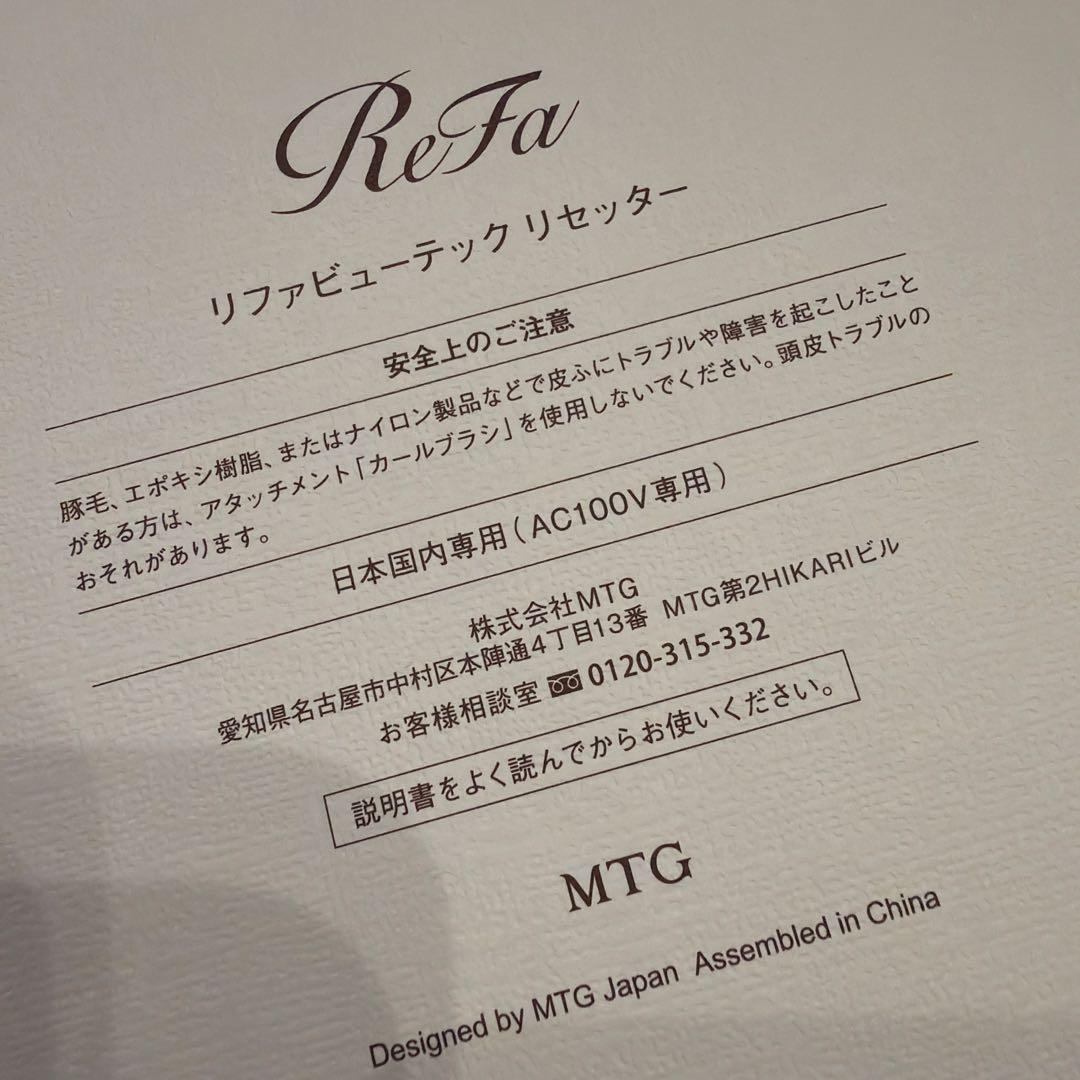 ReFa
リファビューテック リセッター
安全上のご注意
豚毛、エポキシ樹脂、またはナイロン製品などで皮ふにトラブルや障害を起こしたこと
がある方は、アタッチメント「カールブラシ」を使用しないでください。頭皮トラブルの
おそれがあります。
日本国内専用(AC100V専用)
株式会社MTG
愛知県名古屋市中村区本陣通4丁目13番 MTG第2HIKARIビル
お客様相談室 0120-315-332
説明書をよく読んでからお使いください。
MTG
Designed by MTG Japan Assembled in China